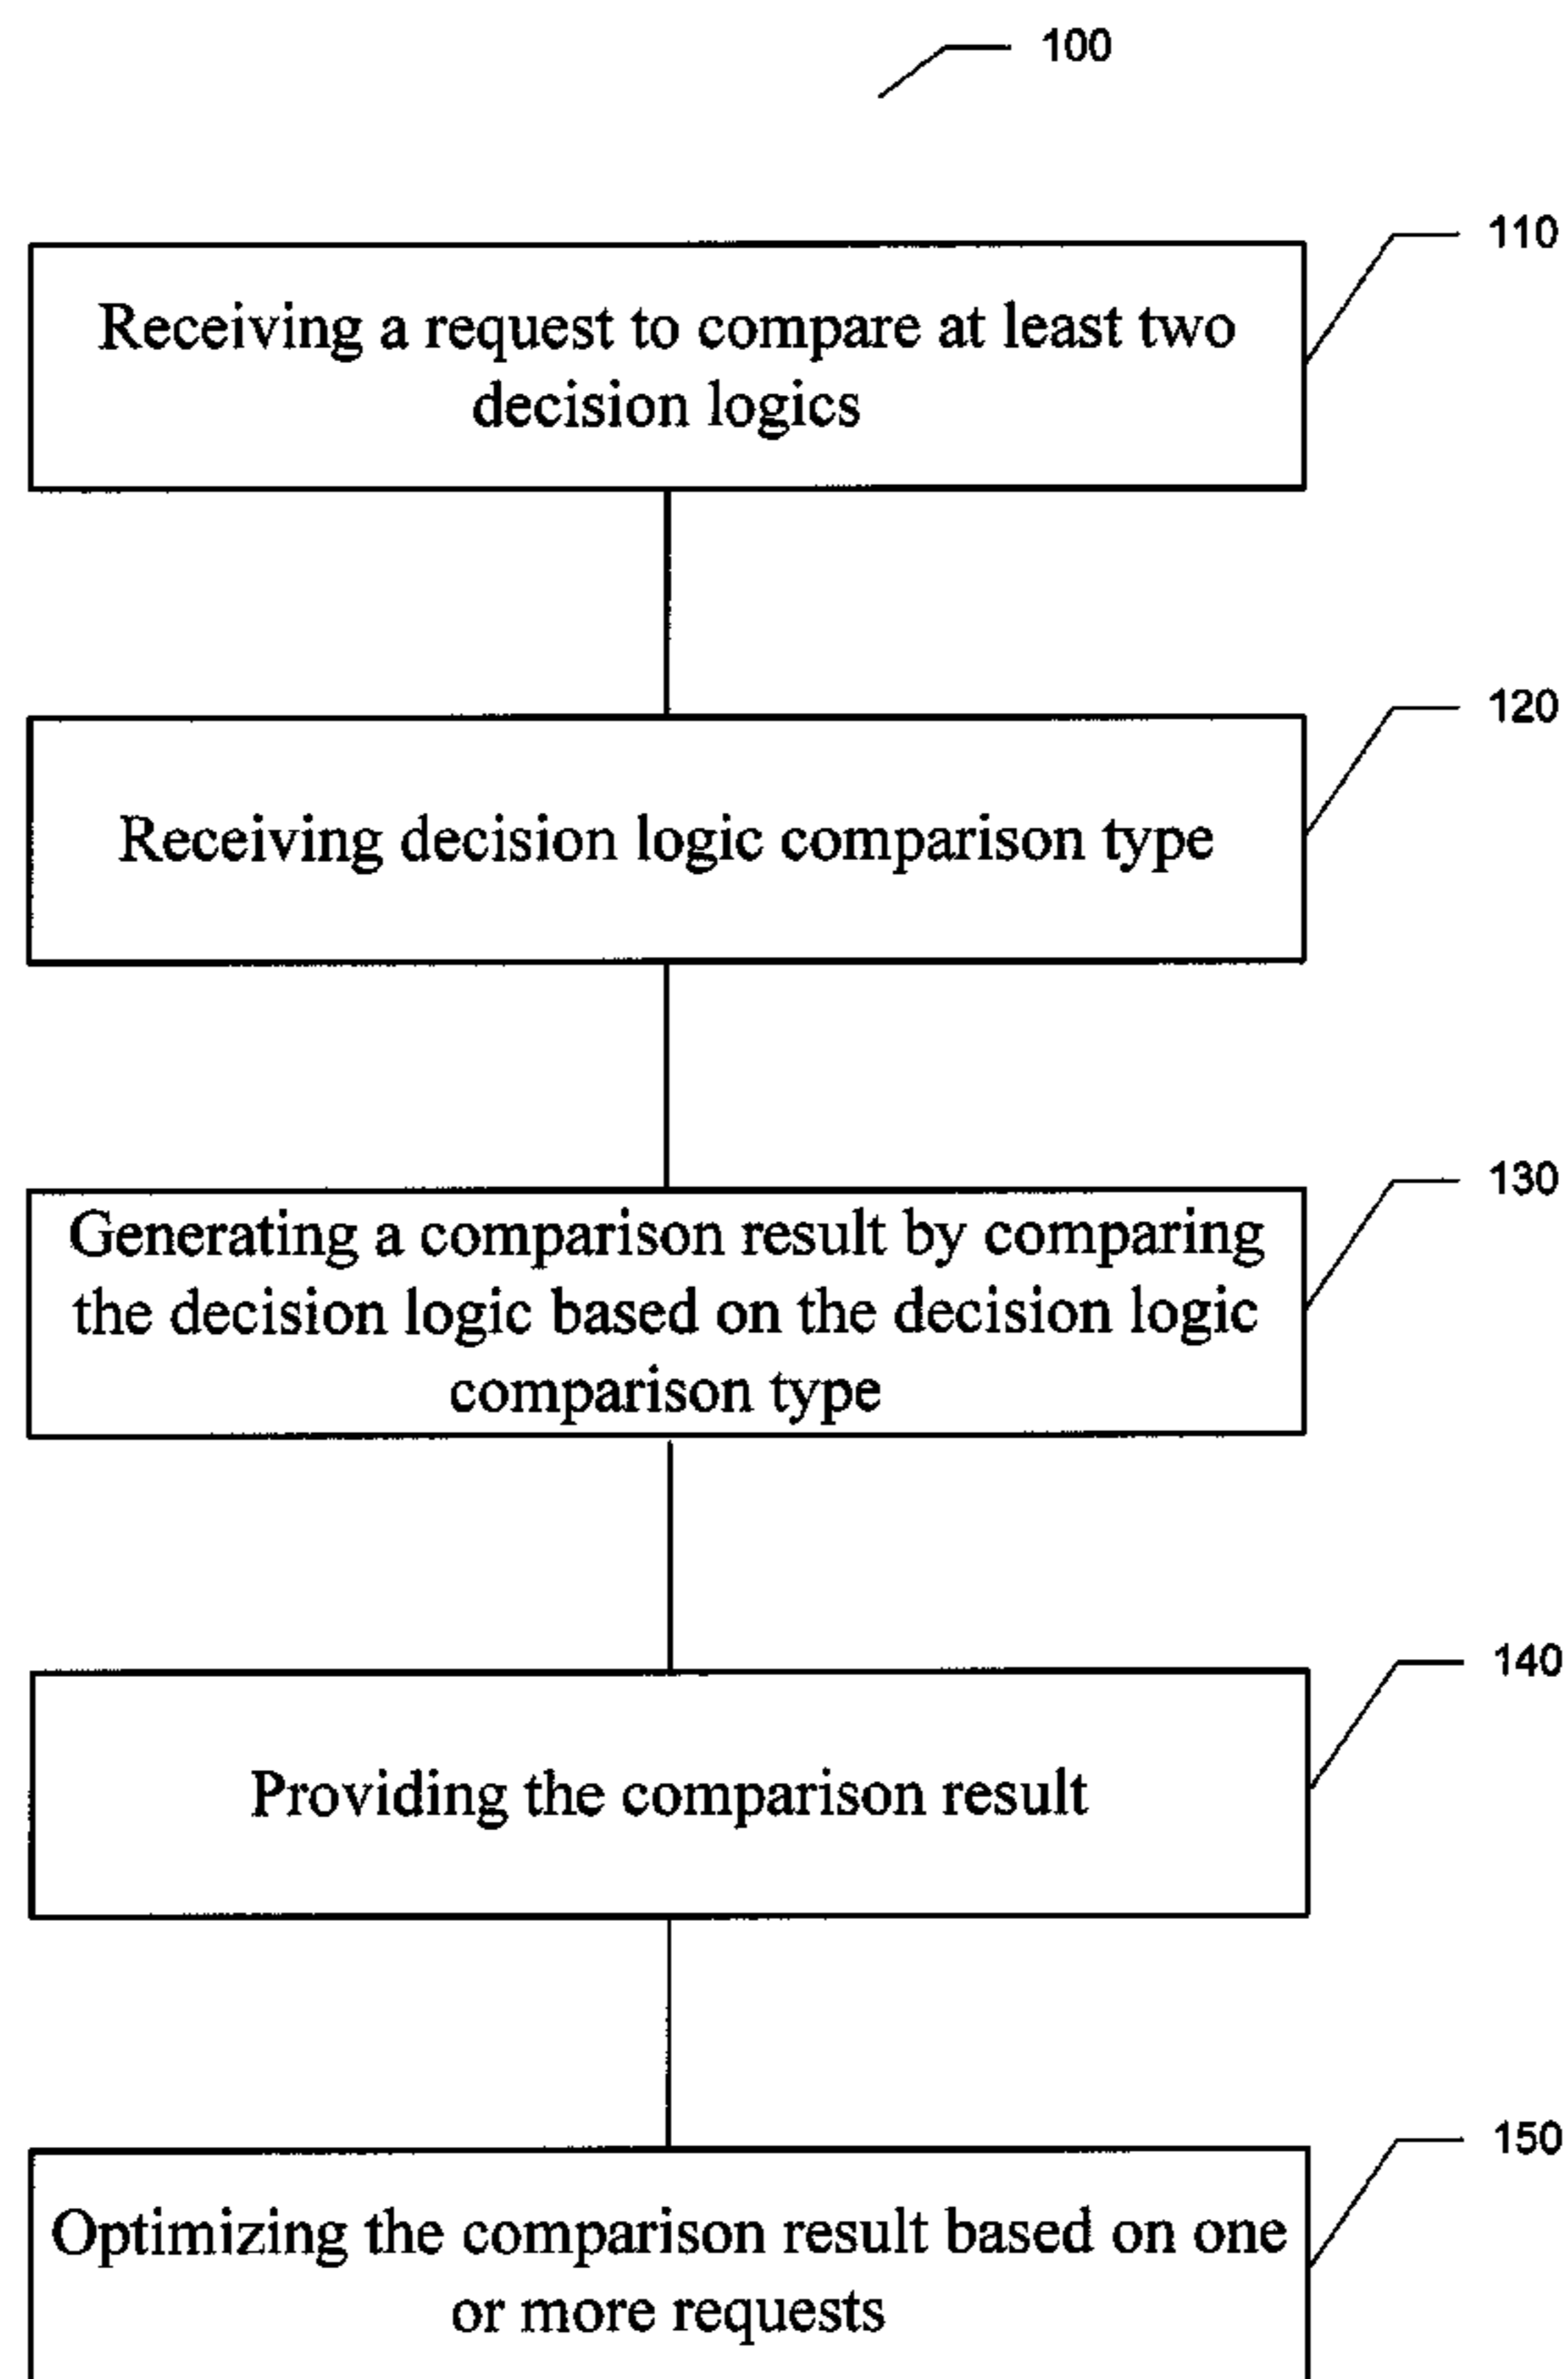 100
110
Receiving a request to compare at least two
decision logics
120
Receiving decision logic comparison type
130
Generating a comparison result by comparing
the decision logic based on the decision logic
comparison type
140
Providing the comparison result
150
Optimizing the comparison result based on one
or more requests